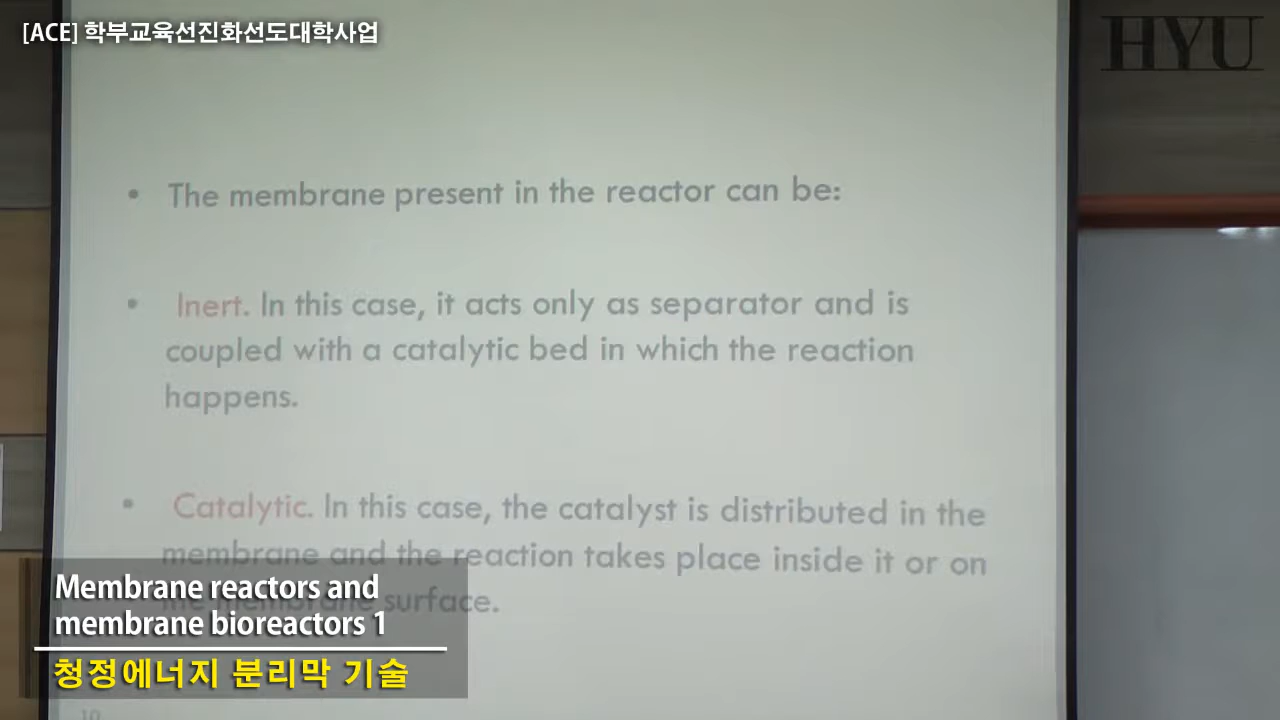 [ACE] 학부교육선진화선도대학사업
HYU
• The membrane present in the reactor can be:
• Inert. In this case, it acts only as separator and is
coupled with a catalytic bed in which the reaction
happens.
• Catalytic. In this case, the catalyst is distributed in the
membrane and the reaction takes place inside it or on
the membrane surface.
Membrane reactors and
membrane bioreactors 1
청정에너지 분리막 기술
10